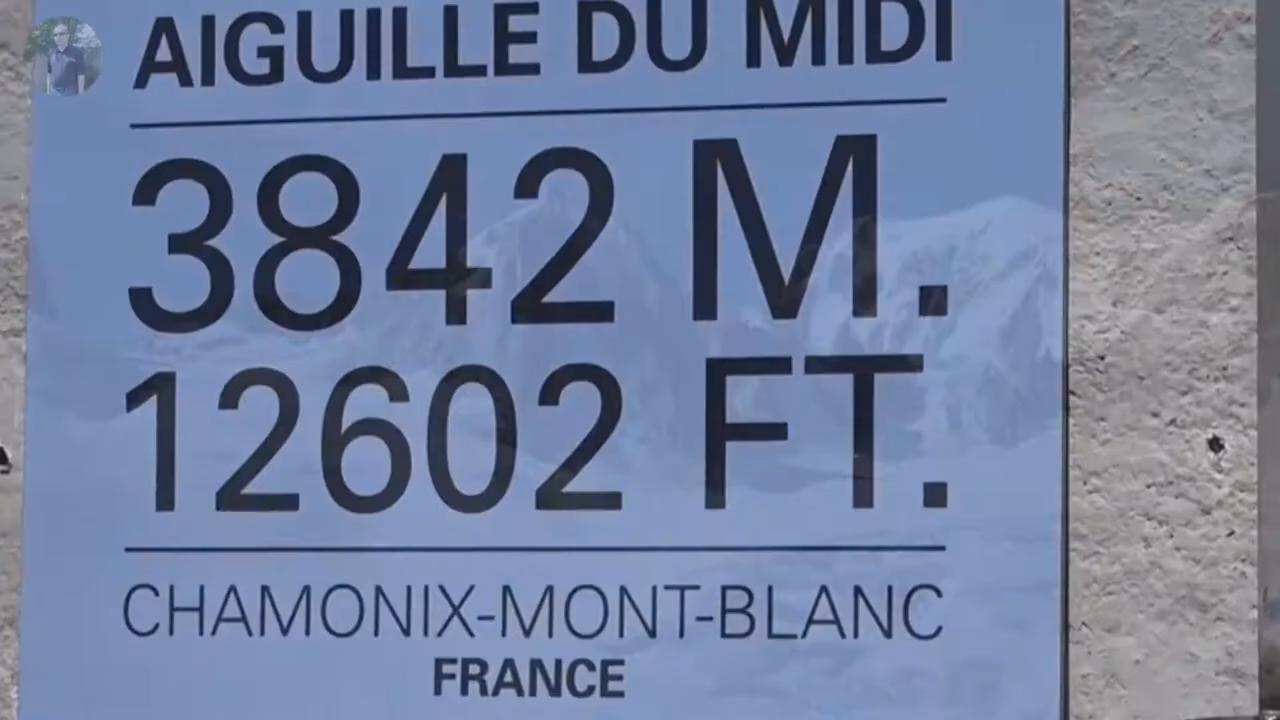 AIGUILLE DU MIDI
3842 M.
12602 FT.
CHAMONIX-MONT-BLANC
FRANCE